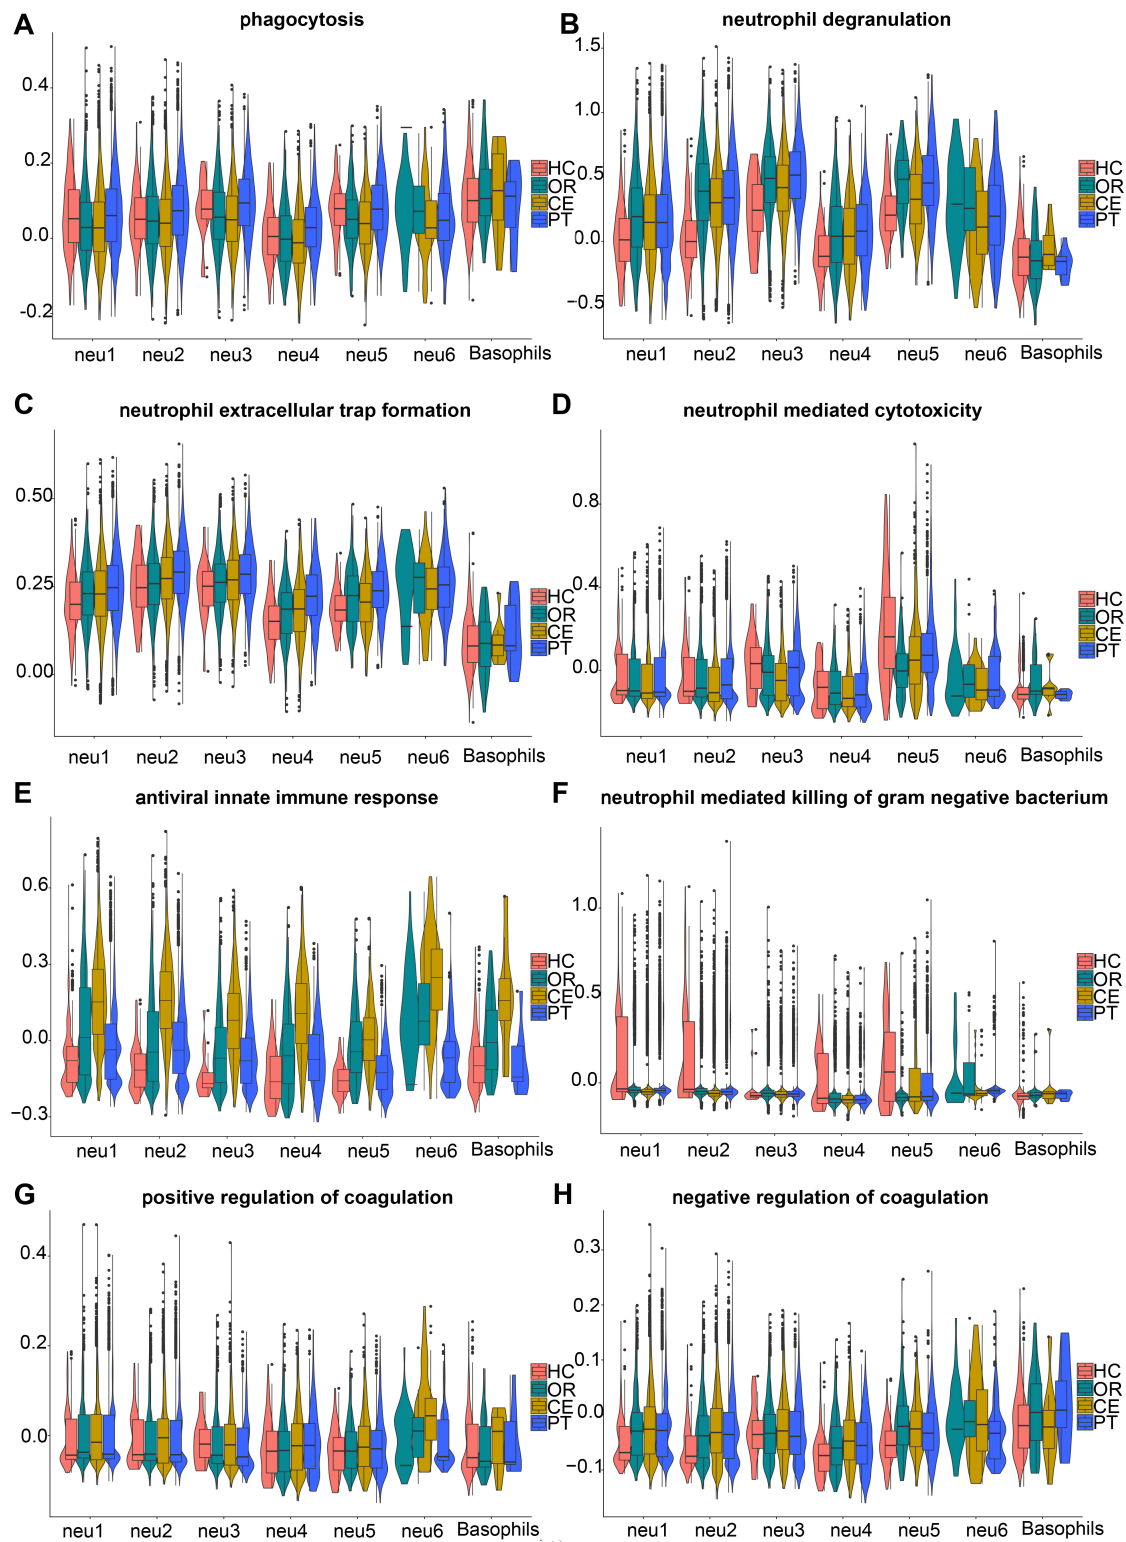 A phagocytosis
0.4
0.2
0.0
-0.2
HC
OR
CE
PT
neu1 neu2 neu3 neu4 neu5 neu6 Basophils
B neutrophil degranulation
1.5
1.0
0.5
0.0
−0.5
HC
OR
CE
PT
neu1 neu2 neu3 neu4 neu5 neu6 Basophils
C neutrophil extracellular trap formation
0.50
0.25
0.00
HC
OR
CE
PT
neu1 neu2 neu3 neu4 neu5 neu6 Basophils
D neutrophil mediated cytotoxicity
0.8
0.4
0.0
HC
OR
CE
PT
neu1 neu2 neu3 neu4 neu5 neu6 Basophils
E antiviral innate immune response
0.6
0.3
0.0
−0.3
HC
OR
CE
PT
neu1 neu2 neu3 neu4 neu5 neu6 Basophils
F neutrophil mediated killing of gram negative bacterium
1.0
0.5
0.0
HC
OR
CE
PT
neu1 neu2 neu3 neu4 neu5 neu6 Basophils
G positive regulation of coagulation
0.4
0.2
0.0
HC
OR
CE
PT
neu1 neu2 neu3 neu4 neu5 neu6 Basophils
H negative regulation of coagulation
0.3
0.2
0.1
0.0
−0.1
HC
OR
CE
PT
neu1 neu2 neu3 neu4 neu5 neu6 Basophils